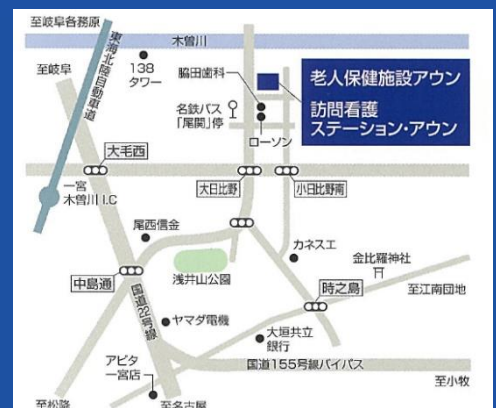 至岐阜各務原
木曽川
東海北陸自動車道
至岐阜
138
タワー
脇田歯科
老人保健施設アウン
訪問看護
ステーション・アウン
名鉄バス
「尾関」停
ローソン
大毛西
一宮
木曽川I.C
大日比野
小日比野南
尾西信金
カネスエ
金比羅神社
浅井山公園
中島通
国道22号線
時之島
至江南団地
ヤマダ電機
大垣共立
銀行
アピタ
一宮店
国道155号線バイパス
至小牧
至松降
至名古屋